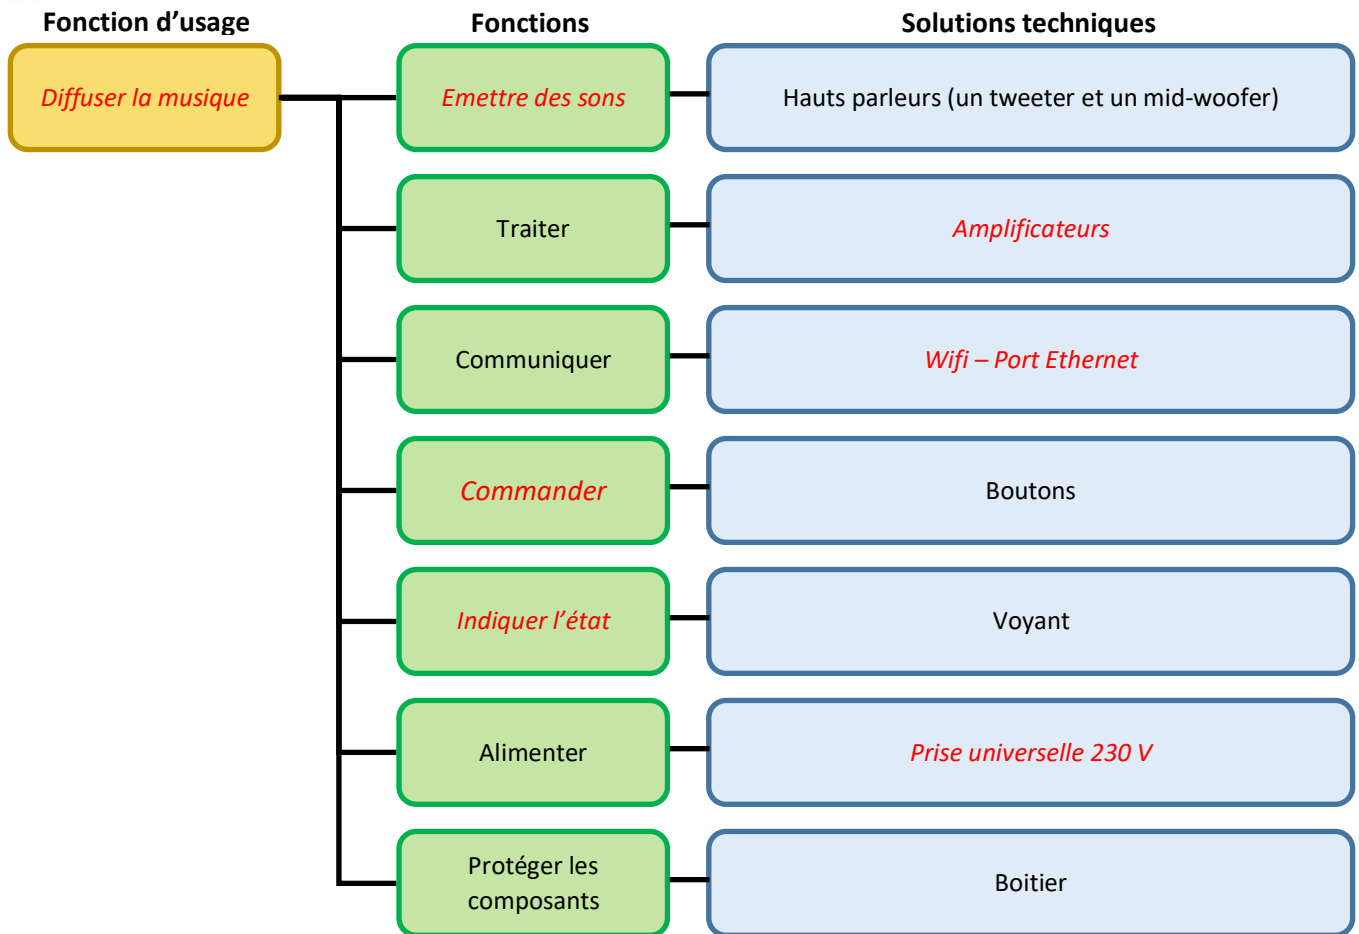 Fonction d’usage
Fonctions
Solutions techniques
Diffuser la musique
Emettre des sons
Hauts parleurs (un tweeter et un mid-woofer)
Traiter
Amplificateurs
Communiquer
Wifi – Port Ethernet
Commander
Boutons
Indiquer l’état
Voyant
Alimenter
Prise universelle 230 V
Protéger les
composants
Boitier